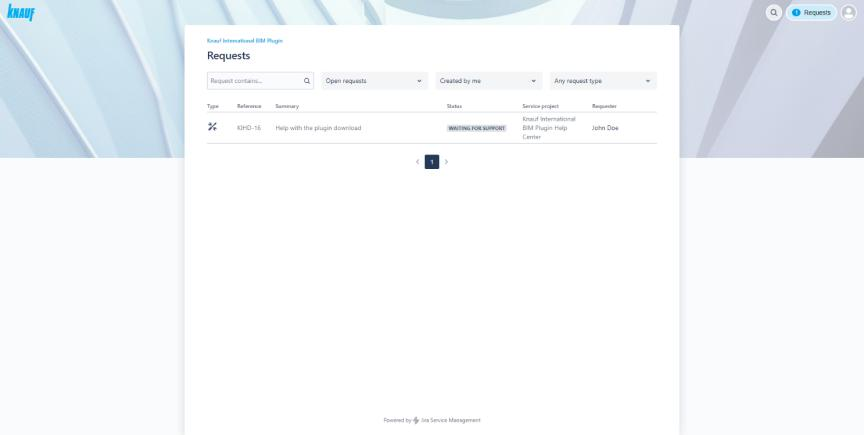 KNAUF
1 Requests
Knauf International BIM Plugin
Requests
Request contains...
Open requests
Created by me
Any request type
Type Reference Summary Status Service project Requester
KIHD-16 Help with the plugin download WAITING FOR SUPPORT Knauf International BIM Plugin Help Center John Doe
1
Powered by Jira Service Management